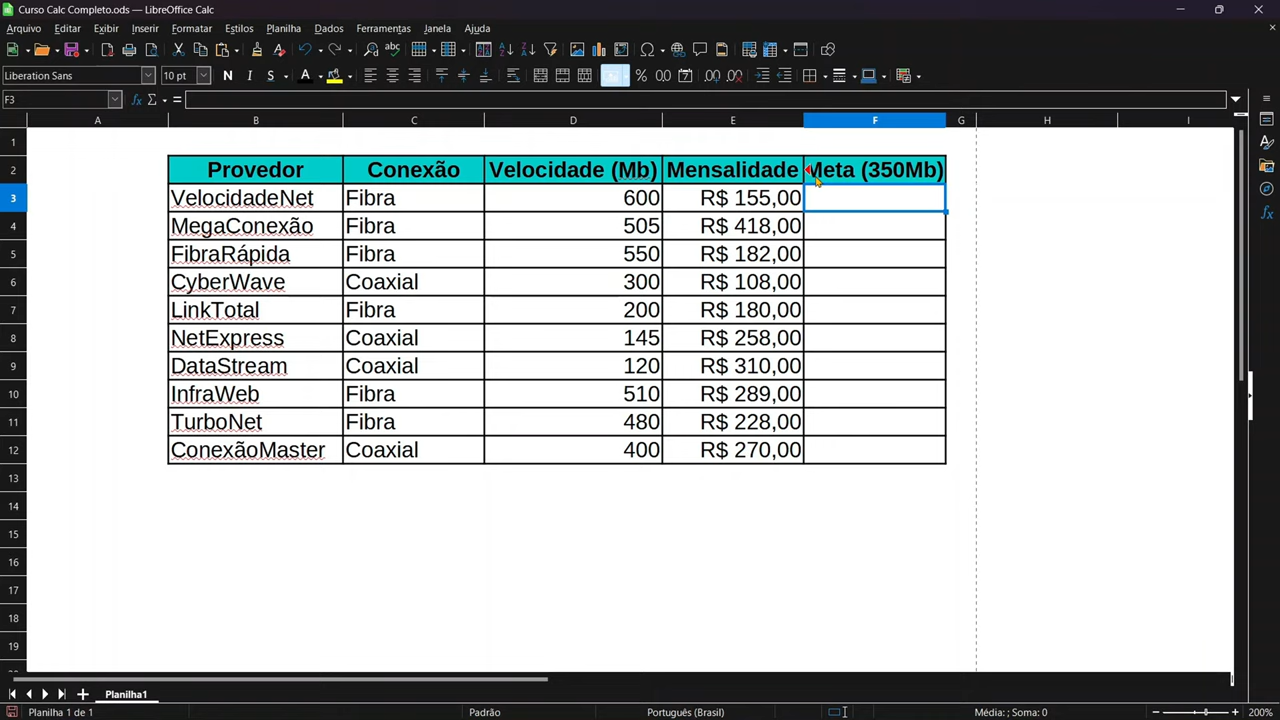 Curso Calc Completo.ods — LibreOffice Calc
Arquivo Editar Exibir Inserir Formatar Estilos Planilha Dados Ferramentas Janela Ajuda
Liberation Sans 10 pt N I S A % 0,0 .00 .00
F3 fx Σ =
A B C D E F G H I
1
2 Provedor Conexão Velocidade (Mb) Mensalidade Meta (350Mb)
3 VelocidadeNet Fibra 600 R$ 155,00
4 MegaConexão Fibra 505 R$ 418,00
5 FibraRápida Fibra 550 R$ 182,00
6 CyberWave Coaxial 300 R$ 108,00
7 LinkTotal Fibra 200 R$ 180,00
8 NetExpress Coaxial 145 R$ 258,00
9 DataStream Coaxial 120 R$ 310,00
10 InfraWeb Fibra 510 R$ 289,00
11 TurboNet Fibra 480 R$ 228,00
12 ConexãoMaster Coaxial 400 R$ 270,00
13
14
15
16
17
18
19
Planilha1
Planilha 1 de 1 Padrão Português (Brasil) Média: ; Soma: 0 200%